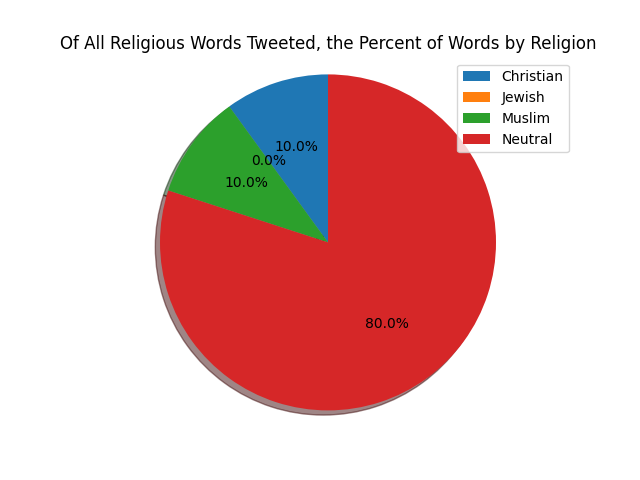 Of All Religious Words Tweeted, the Percent of Words by Religion
Christian
Jewish
Muslim
Neutral
10.0%
0.0%
10.0%
80.0%